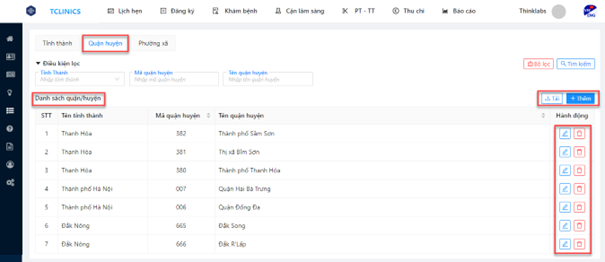 TCLINICS Lịch hẹn Đăng ký Khám bệnh Cận lâm sàng PT - TT Thu chi Báo cáo Thinklabs
VIE
ENG
Tỉnh thành Quận huyện Phường xã
Điều kiện lọc
Bỏ lọc Tìm kiếm
Tỉnh Thành Mã quận huyện Tên quận huyện
Nhập tỉnh thành Nhập mã quận huyện Nhập tên quận huyện
Danh sách quận/huyện Tải + Thêm
STT Tên tỉnh thành Mã quận huyện Tên quận huyện Hành động
1 Thanh Hóa 382 Thành phố Sầm Sơn
2 Thanh Hóa 381 Thị xã Bỉm Sơn
3 Thanh Hóa 380 Thành phố Thanh Hóa
4 Thành phố Hà Nội 007 Quận Hai Bà Trưng
5 Thành phố Hà Nội 006 Quận Đống Đa
6 Đắk Nông 665 Đắk Song
7 Đắk Nông 666 Đắk R'Lấp